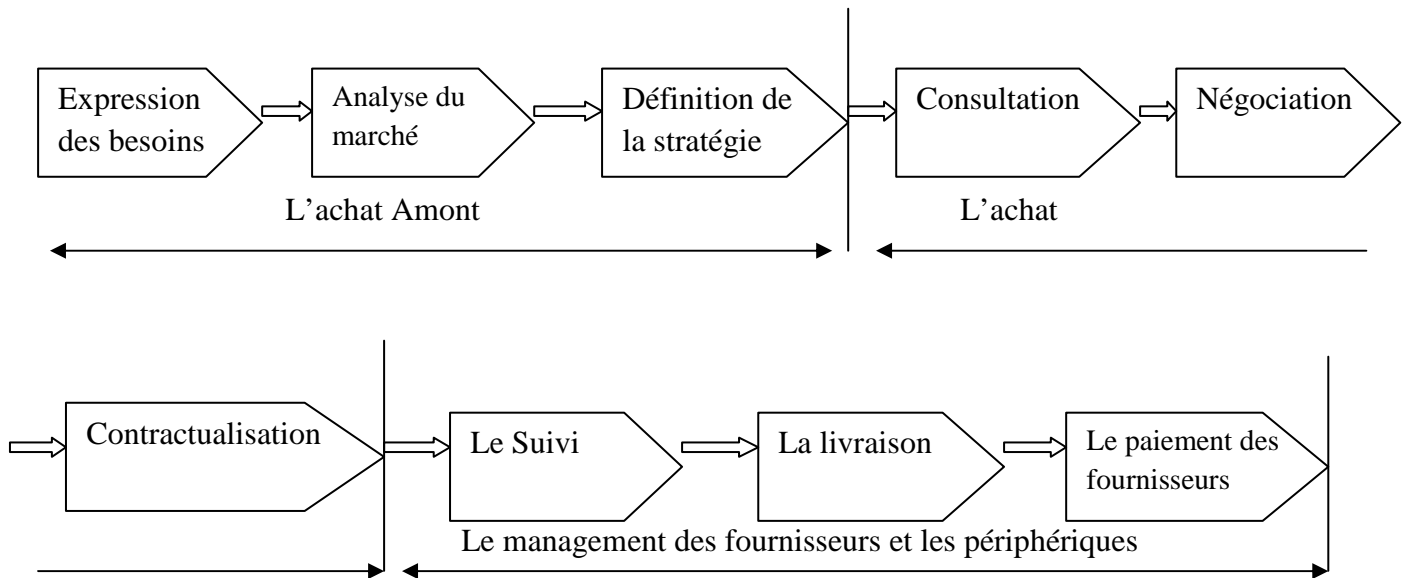 Expression
des besoins
Analyse du
marché
Définition de
la stratégie
Consultation
Négociation
L’achat Amont
L’achat
Contractualisation
Le Suivi
La livraison
Le paiement des
fournisseurs
Le management des fournisseurs et les périphériques